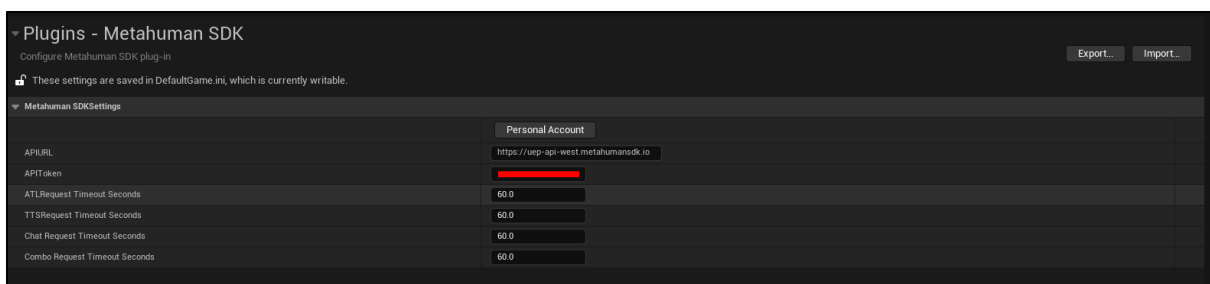 Plugins - Metahuman SDK
Configure Metahuman SDK plug-in
Export... Import...
These settings are saved in DefaultGame.ini, which is currently writable.
Metahuman SDKSettings
Personal Account
APIURL https://uep-api-west.metahumansdk.io
APIToken
ATLRequest Timeout Seconds 60.0
TTSRequest Timeout Seconds 60.0
Chat Request Timeout Seconds 60.0
Combo Request Timeout Seconds 60.0